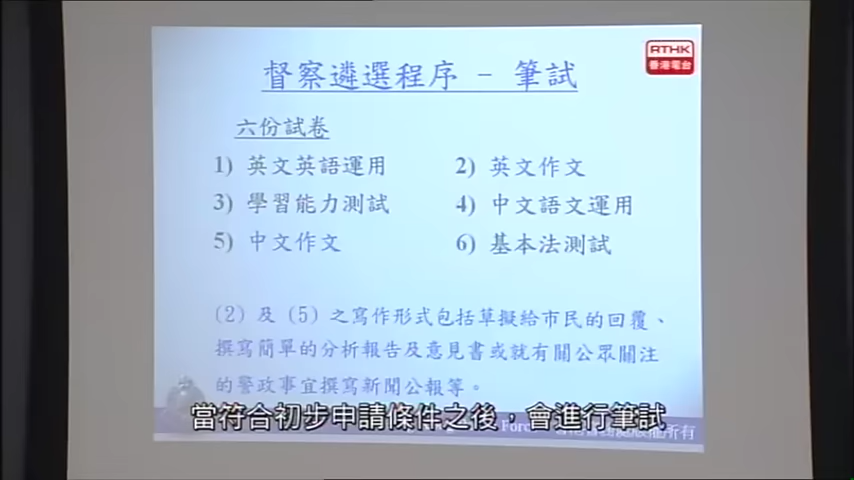 RTHK
香港電台
督察遴選程序 - 筆試
六份試卷
1) 英文英語運用 2) 英文作文
3) 學習能力測試 4) 中文語文運用
5) 中文作文 6) 基本法測試
(2) 及 (5) 之寫作形式包括草擬給市民的回覆、
撰寫簡單的分析報告及意見書或就有關公眾關注
的警政事宜撰寫新聞公報等。
當符合初步申請條件之後，會進行筆試